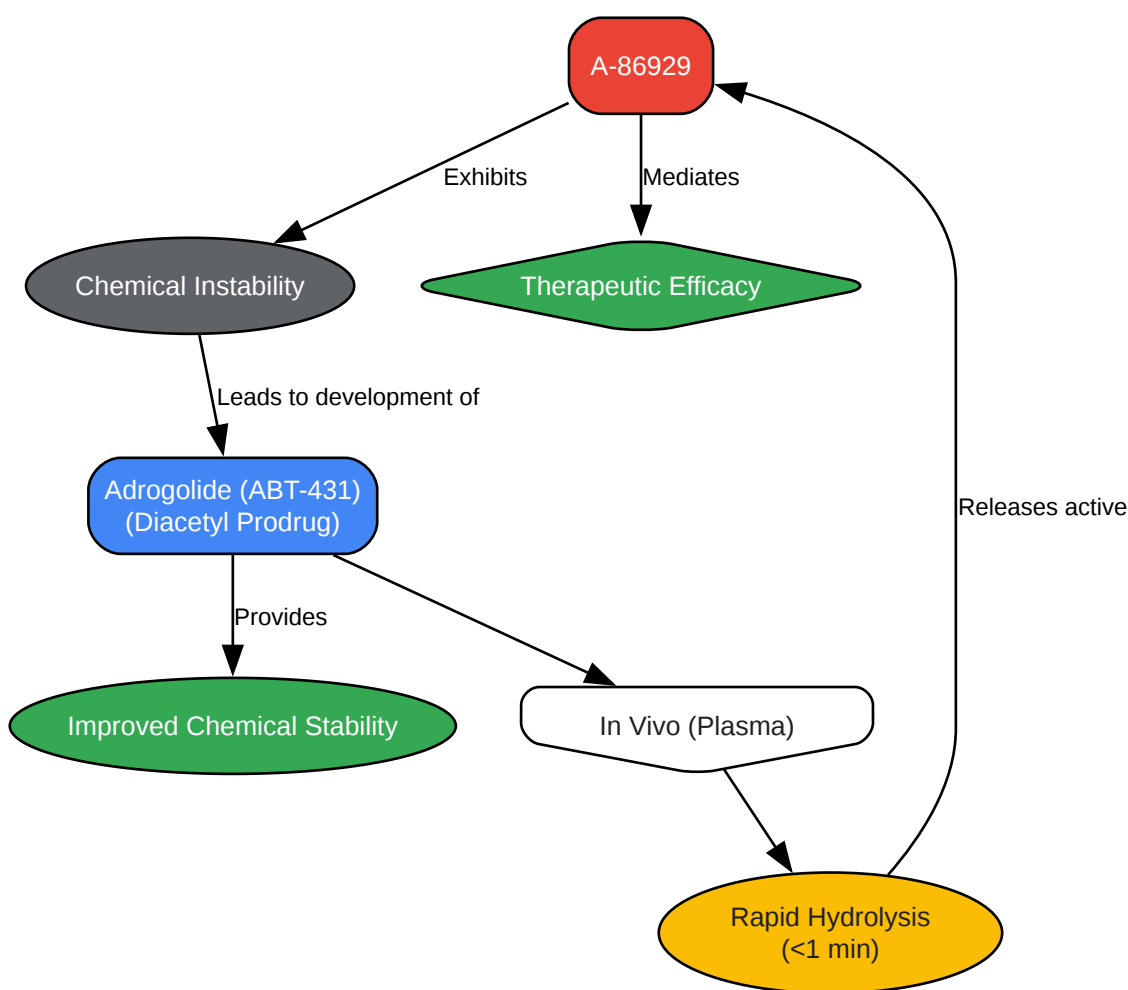 A-86929
Exhibits
Mediates
Chemical Instability
Therapeutic Efficacy
Leads to development of
Adrogolide (ABT-431)
(Diacetyl Prodrug)
Releases active
Provides
Improved Chemical Stability
In Vivo (Plasma)
Rapid Hydrolysis
(<1 min)